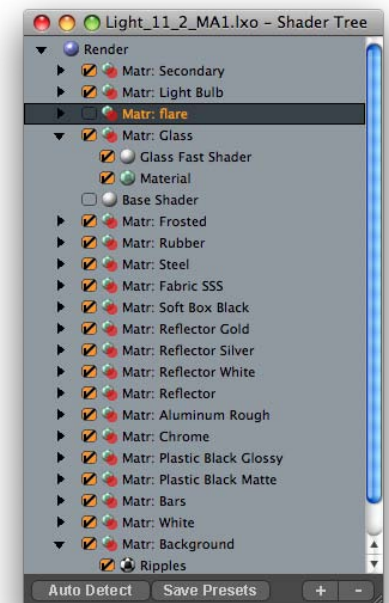 Light_11_2_MA1.lxo - Shader Tree
Render
Matr: Secondary
Matr: Light Bulb
Matr: flare
Matr: Glass
Glass Fast Shader
Material
Base Shader
Matr: Frosted
Matr: Rubber
Matr: Steel
Matr: Fabric SSS
Matr: Soft Box Black
Matr: Reflector Gold
Matr: Reflector Silver
Matr: Reflector White
Matr: Reflector
Matr: Aluminum Rough
Matr: Chrome
Matr: Plastic Black Glossy
Matr: Plastic Black Matte
Matr: Bars
Matr: White
Matr: Background
Ripples
Auto Detect Save Presets + -